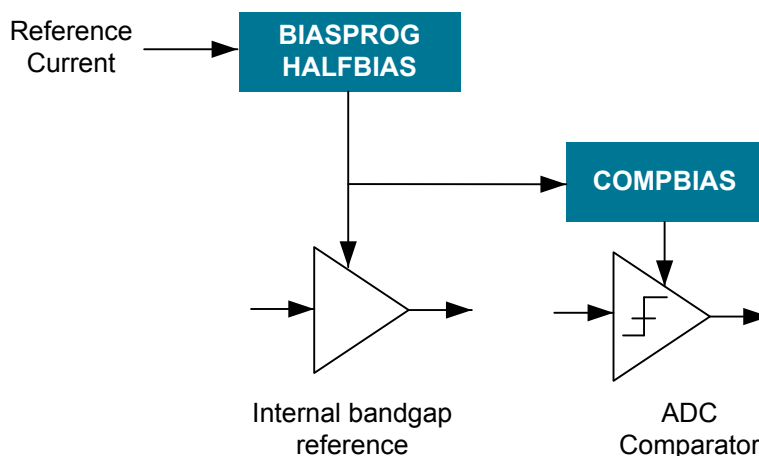 Reference
Current
BIASPROG
HALFBIAS
COMPBIAS
Internal bandgap
reference
ADC
Comparator